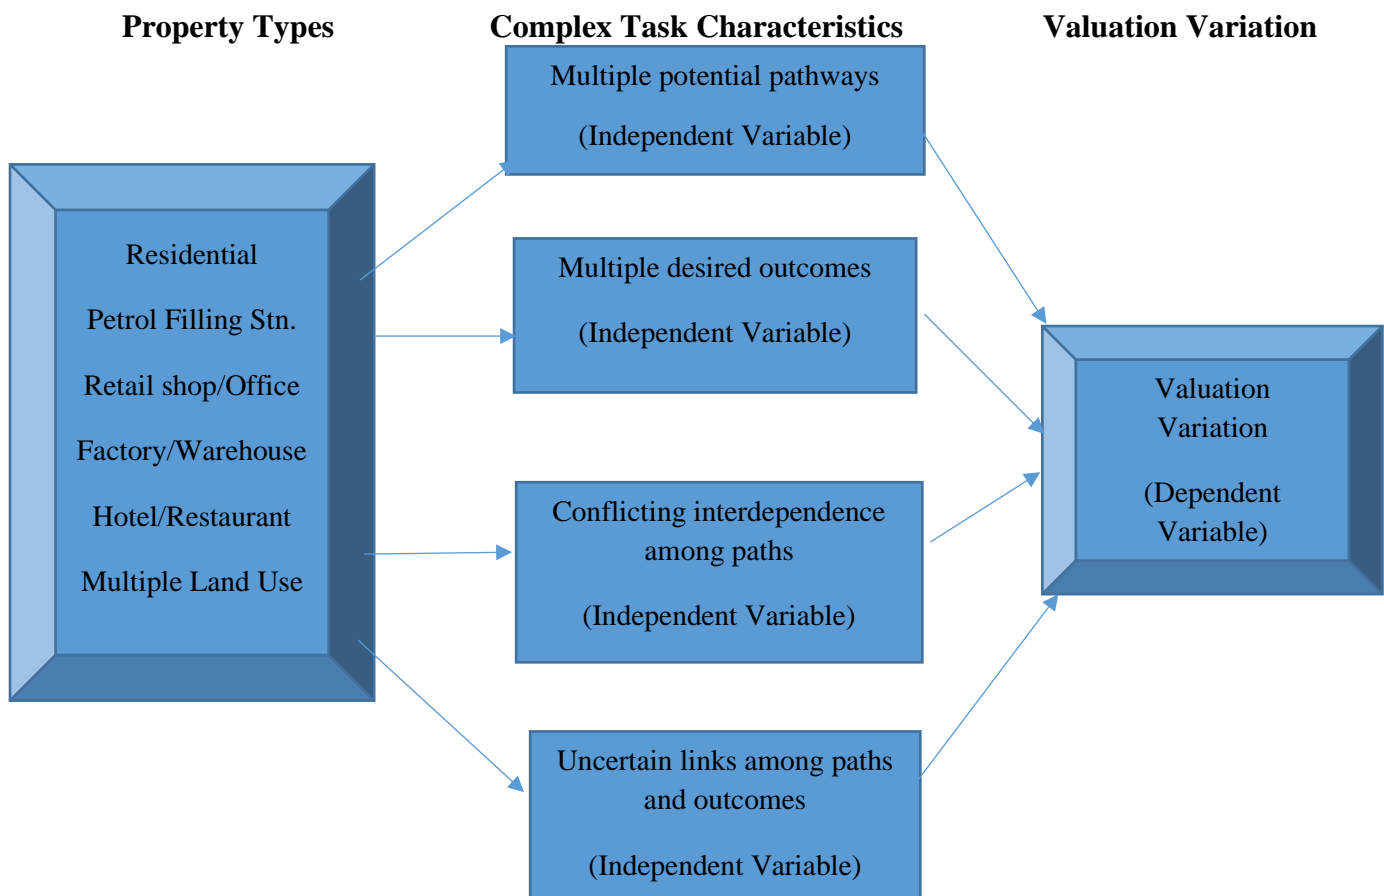 Property Types
Complex Task Characteristics
Valuation Variation
Residential
Petrol Filling Stn.
Retail shop/Office
Factory/Warehouse
Hotel/Restaurant
Multiple Land Use
Multiple potential pathways
(Independent Variable)
Multiple desired outcomes
(Independent Variable)
Conflicting interdependence
among paths
(Independent Variable)
Uncertain links among paths
and outcomes
(Independent Variable)
Valuation
Variation
(Dependent
Variable)